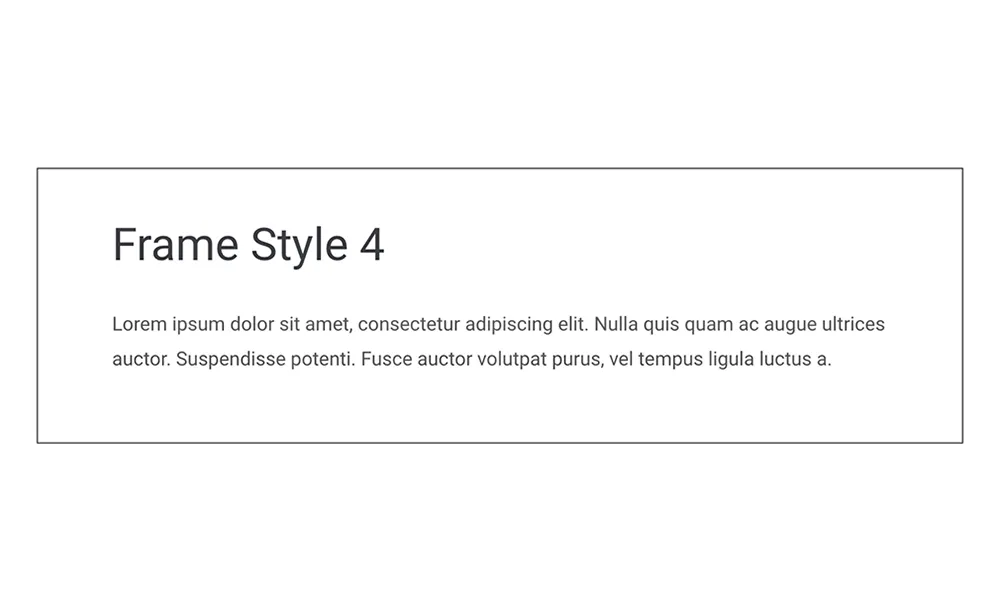 Frame Style 4
Lorem ipsum dolor sit amet, consectetur adipiscing elit. Nulla quis quam ac augue ultrices
auctor. Suspendisse potenti. Fusce auctor volutpat purus, vel tempus ligula luctus a.